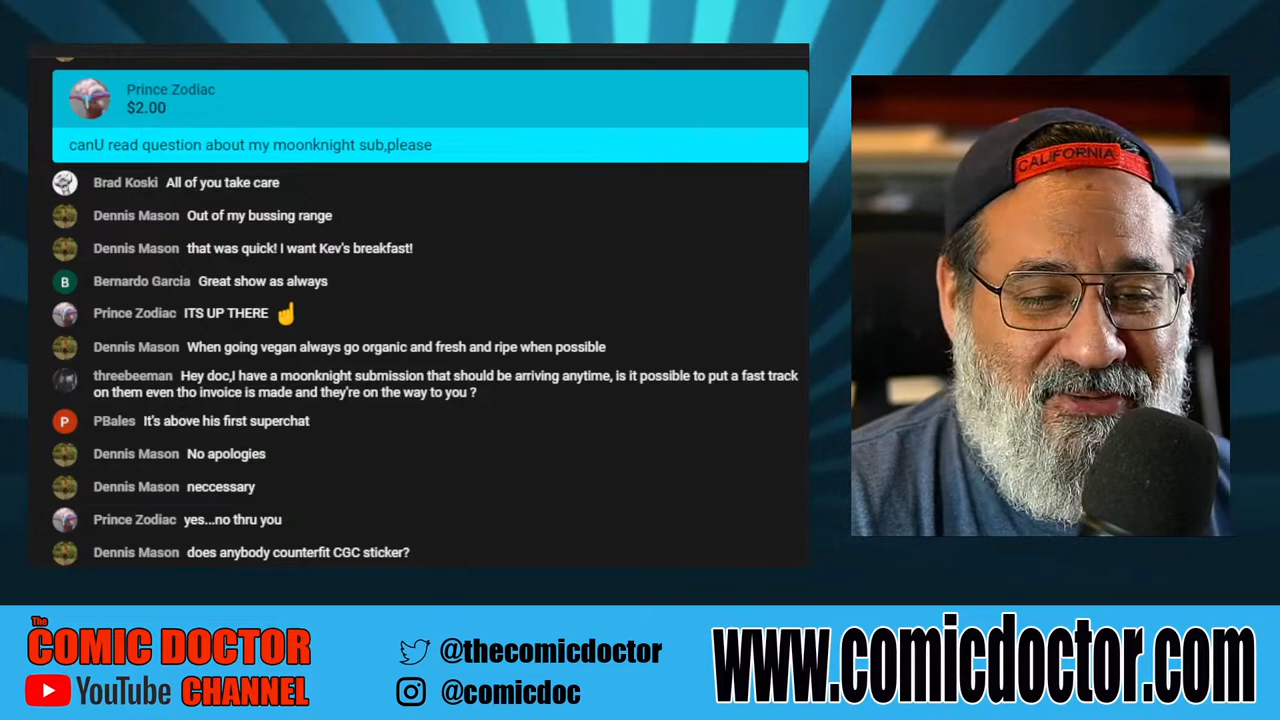 Prince Zodiac
$2.00
canU read question about my moonknight sub,please
Brad Koski All of you take care
Dennis Mason Out of my bussing range
Dennis Mason that was quick! I want Kev's breakfast!
B Bernardo Garcia Great show as always
Prince Zodiac ITS UP THERE ☝
Dennis Mason When going vegan always go organic and fresh and ripe when possible
threebeeman Hey doc,I have a moonknight submission that should be arriving anytime, is it possible to put a fast track
on them even tho invoice is made and they're on the way to you ?
P PBales It's above his first superchat
Dennis Mason No apologies
Dennis Mason neccessary
Prince Zodiac yes...no thru you
Dennis Mason does anybody counterfit CGC sticker?
CALIFORNIA
The
COMIC DOCTOR
YouTube CHANNEL
@thecomicdoctor
@comicdoc
www.comicdoctor.com